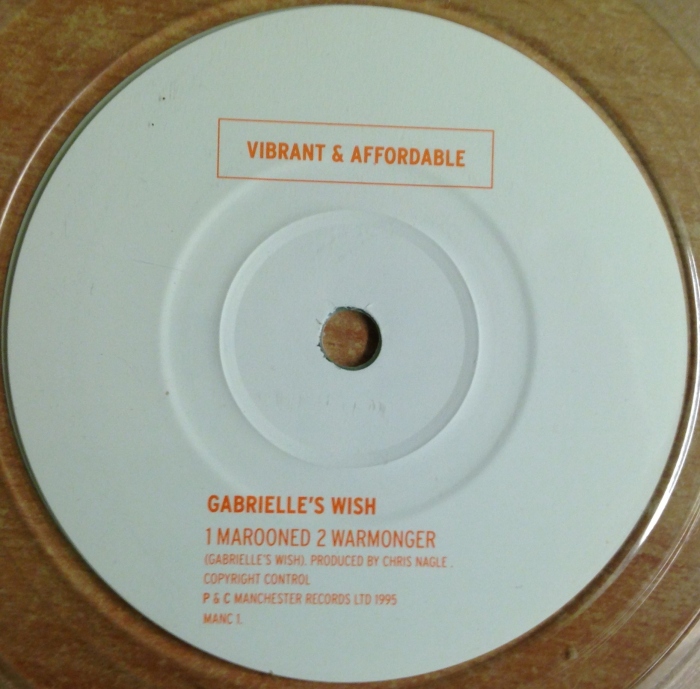 VIBRANT & AFFORDABLE
GABRIELLE'S WISH
1 MAROONED 2 WARMONGER
(GABRIELLE'S WISH). PRODUCED BY CHRIS NAGLE.
COPYRIGHT CONTROL
P & C MANCHESTER RECORDS LTD 1995
MANC 1.